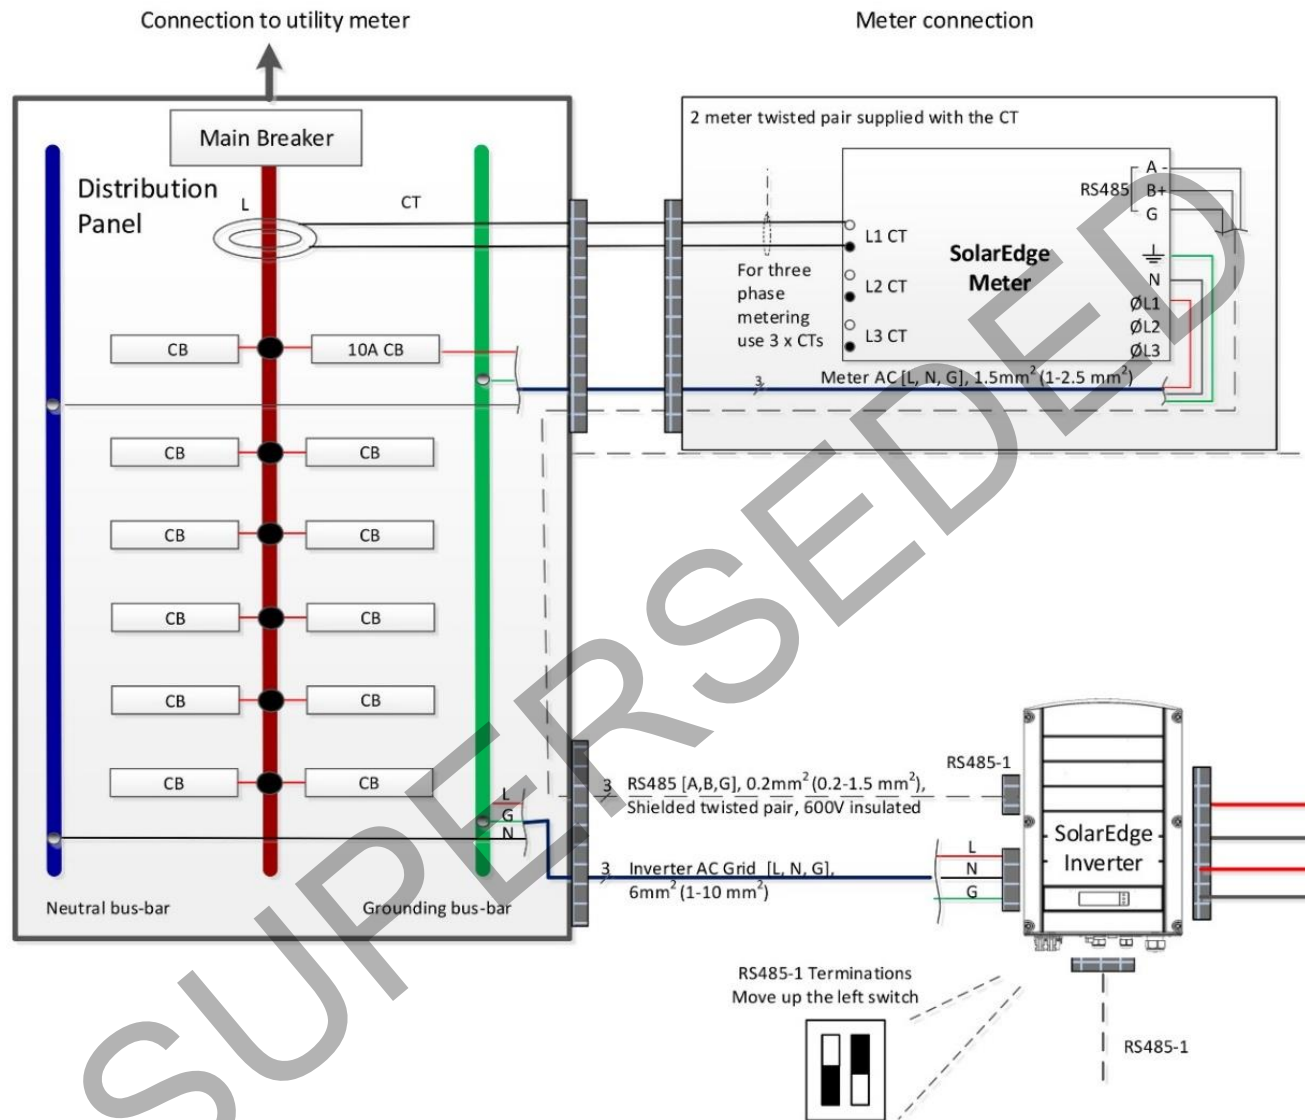 Connection to utility meter
Meter connection
Main Breaker
2 meter twisted pair supplied with the CT
Distribution
Panel
L
CT
RS485
A -
B+
G
L1 CT
L2 CT
L3 CT
SolarEdge
Meter
N
ØL1
ØL2
ØL3
For three
phase
metering
use 3 x CTs
CB
10A CB
3
Meter AC [L, N, G], 1.5mm² (1-2.5 mm²)
CB
CB
CB
CB
CB
CB
CB
CB
CB
CB
L
G
N
3
RS485 [A,B,G], 0.2mm² (0.2-1.5 mm²),
Shielded twisted pair, 600V insulated
RS485-1
3
Inverter AC Grid [L, N, G],
6mm² (1-10 mm²)
L
N
G
SolarEdge
Inverter
Neutral bus-bar
Grounding bus-bar
RS485-1 Terminations
Move up the left switch
RS485-1
SUPERSEDED